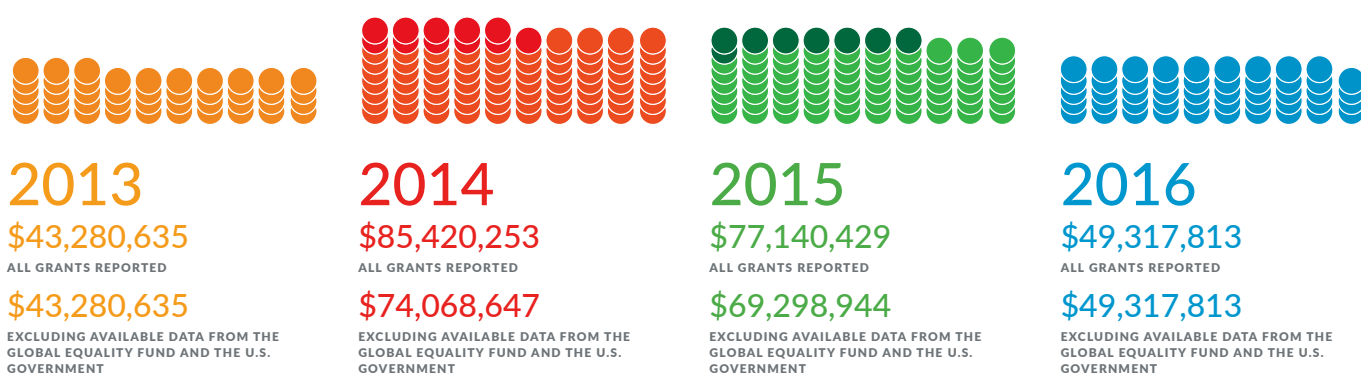 2013
$43,280,635
ALL GRANTS REPORTED
$43,280,635
EXCLUDING AVAILABLE DATA FROM THE
GLOBAL EQUALITY FUND AND THE U.S.
GOVERNMENT
2014
$85,420,253
ALL GRANTS REPORTED
$74,068,647
EXCLUDING AVAILABLE DATA FROM THE
GLOBAL EQUALITY FUND AND THE U.S.
GOVERNMENT
2015
$77,140,429
ALL GRANTS REPORTED
$69,298,944
EXCLUDING AVAILABLE DATA FROM THE
GLOBAL EQUALITY FUND AND THE U.S.
GOVERNMENT
2016
$49,317,813
ALL GRANTS REPORTED
$49,317,813
EXCLUDING AVAILABLE DATA FROM THE
GLOBAL EQUALITY FUND AND THE U.S.
GOVERNMENT